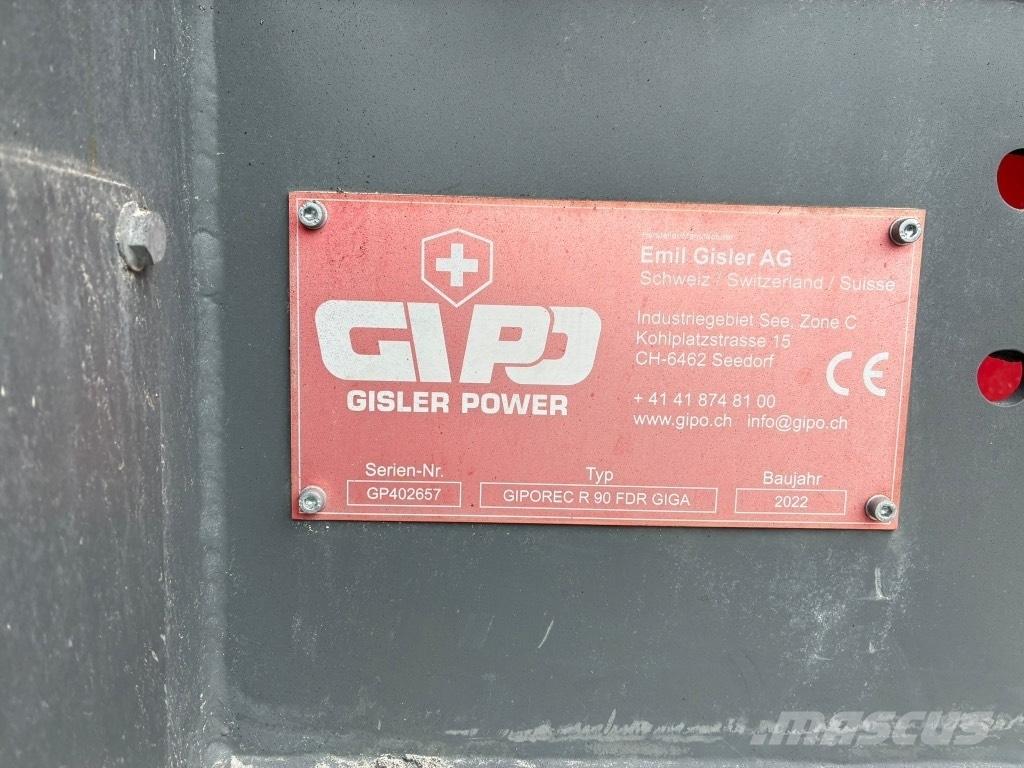 GIPO
GISLER POWER
Hersteller/Manufacturer
Emil Gisler AG
Schweiz / Switzerland / Suisse
Industriegebiet See, Zone C
Kohlplatzstrasse 15
CH-6462 Seedorf
CE
+ 41 41 874 81 00
www.gipo.ch info@gipo.ch
Serien-Nr. Typ Baujahr
GP402657 GIPOREC R 90 FDR GIGA 2022
mascus